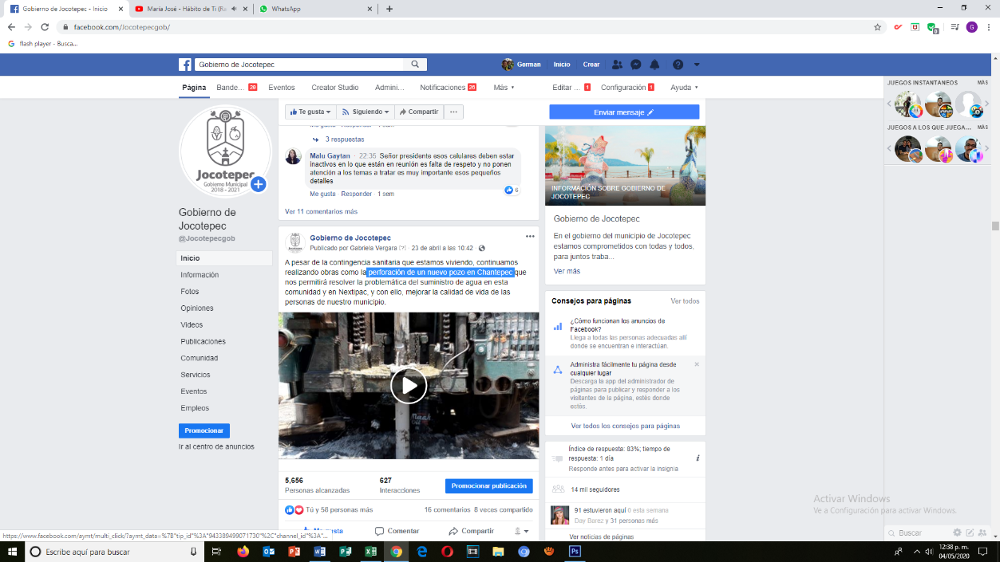 Gobierno de Jocotepec - Inicio
María José - Hábito de Ti (Ra
WhatsApp
facebook.com/Jocotepecgob/
G
flash player - Busca...
Gobierno de Jocotepec
German
Inicio
Crear
Página
Bande... 20
Eventos
Creator Studio
Admini...
Notificaciones 26
Más
Editar ... 1
Configuración 1
Ayuda
JUEGOS INSTANTÁNEOS MÁS
JUEGOS A LOS QUE JUEGA... MÁS
Jocotepec
Gobierno Municipal
2018 - 2021
Gobierno de
Jocotepec
@Jocotepecgob
Inicio
Información
Fotos
Opiniones
Videos
Publicaciones
Comunidad
Servicios
Eventos
Empleos
Promocionar
Ir al centro de anuncios
Te gusta
Siguiendo
Compartir
Enviar mensaje
Me gusta · Responder · 1 sem
3 respuestas
Malu Gaytan · 22:35 Señor presidente esos celulares deben estar
inactivos en lo que están en reunión es falta de respeto y no ponen
atención a los temas a tratar es muy importante esos pequeños
detalles
6
Me gusta · Responder · 1 sem
Ver 11 comentarios más
Gobierno de Jocotepec
Publicado por Gabriela Vergara [?] · 23 de abril a las 10:42 ·
A pesar de la contingencia sanitaria que estamos viviendo, continuamos
realizando obras como la perforación de un nuevo pozo en Chantepec que
nos permitirá resolver la problemática del suministro de agua en esta
comunidad y en Nextipac, y con ello, mejorar la calidad de vida de las
personas de nuestro municipio.
5,656
Personas alcanzadas
627
Interacciones
Promocionar publicación
Tú y 58 personas más
16 comentarios 8 veces compartido
Me gusta
Comentar
Compartir
INFORMACIÓN SOBRE GOBIERNO DE
JOCOTEPEC
Gobierno de Jocotepec
En el gobierno del municipio de Jocotepec
estamos comprometidos con todas y todos,
para juntos traba...
Ver más
Consejos para páginas
Ver todos
¿Cómo funcionan los anuncios de
Facebook?
Llega a todas las personas adecuadas allí
donde se encuentran e interactúan.
Administra fácilmente tu página desde
cualquier lugar
Descarga la app del administrador de
páginas para publicar y responder a los
visitantes de la página, estés donde
estés.
Ver todos los consejos para páginas
Índice de respuesta: 83%; tiempo de
respuesta: 1 día
Responde antes para activar la insignia
14 mil seguidores
91 estuvieron aquí 0 esta semana
Day Barez y 31 personas más
Ver noticias de páginas
Activar Windows
Ve a Configuración para activar Windows.
Buscar
https://www.facebook.com/aymt/multi_click/?aymt_data=%7B"tip_id"%3A"943389499071730"%2C"channel_id"%3A"...
Escribe aquí para buscar
12:38 p. m.
04/05/2020